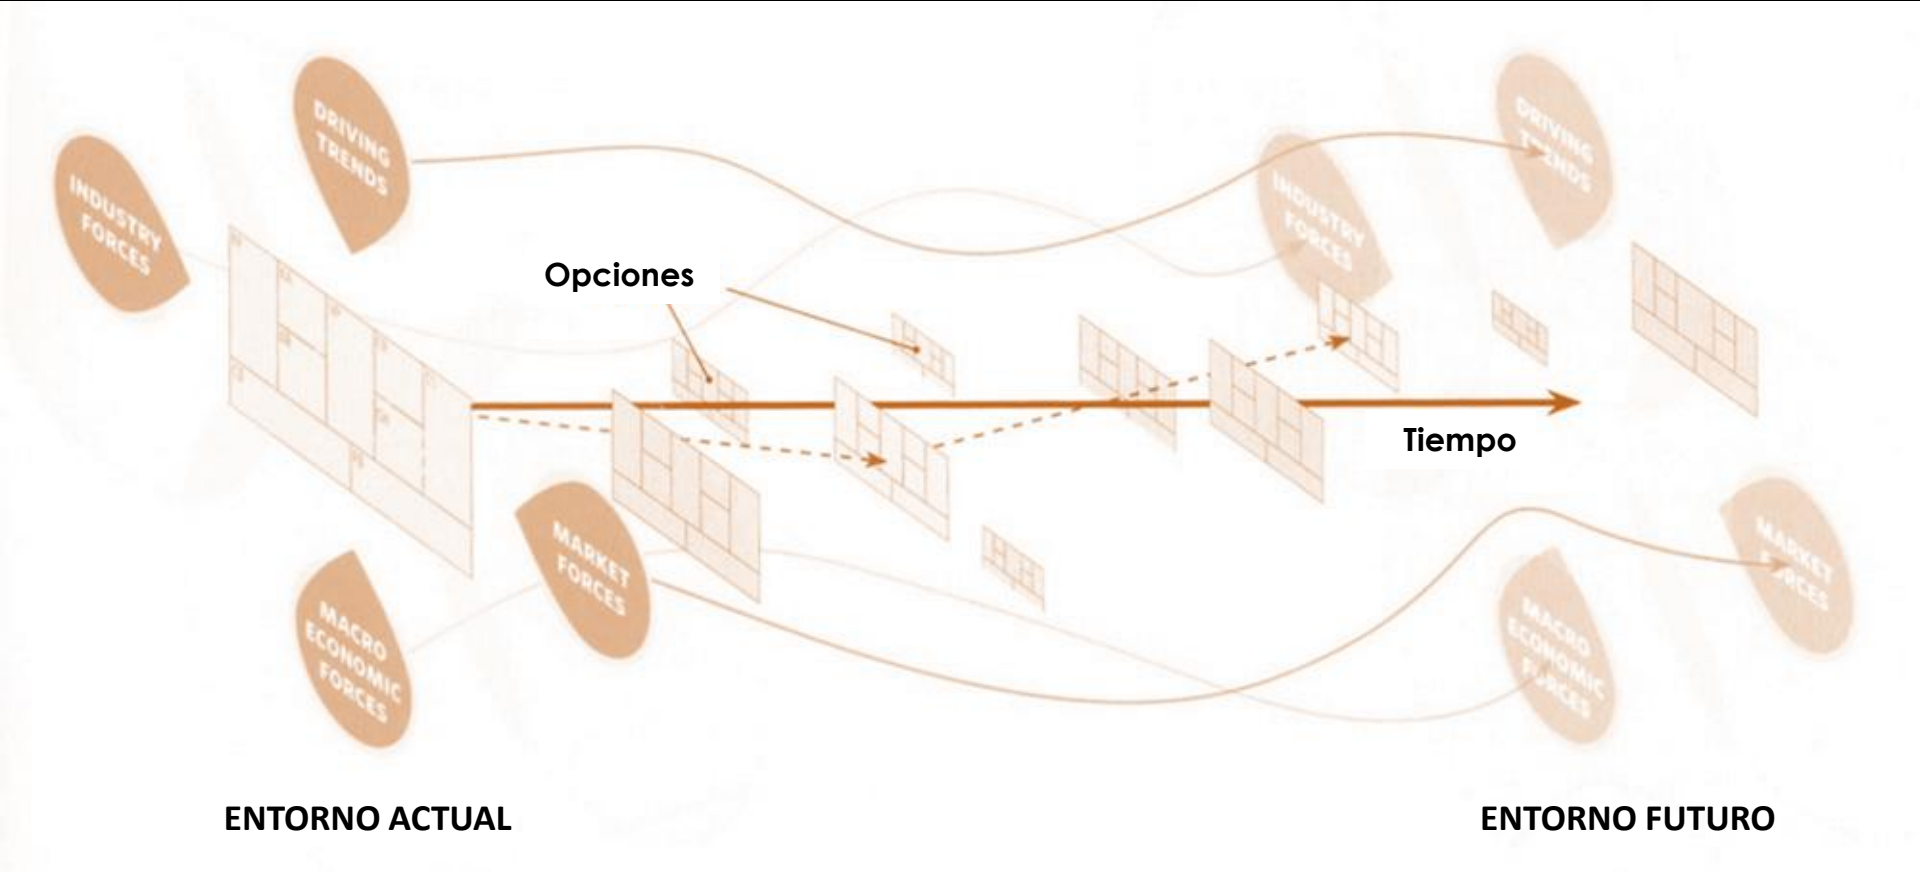 DRIVING
TRENDS
INDUSTRY
FORCES
DRIVING
TRENDS
INDUSTRY
FORCES
Opciones
Tiempo
MARKET
FORCES
MACRO
ECONOMIC
FORCES
MARKET
FORCES
MACRO
ECONOMIC
FORCES
ENTORNO ACTUAL
ENTORNO FUTURO